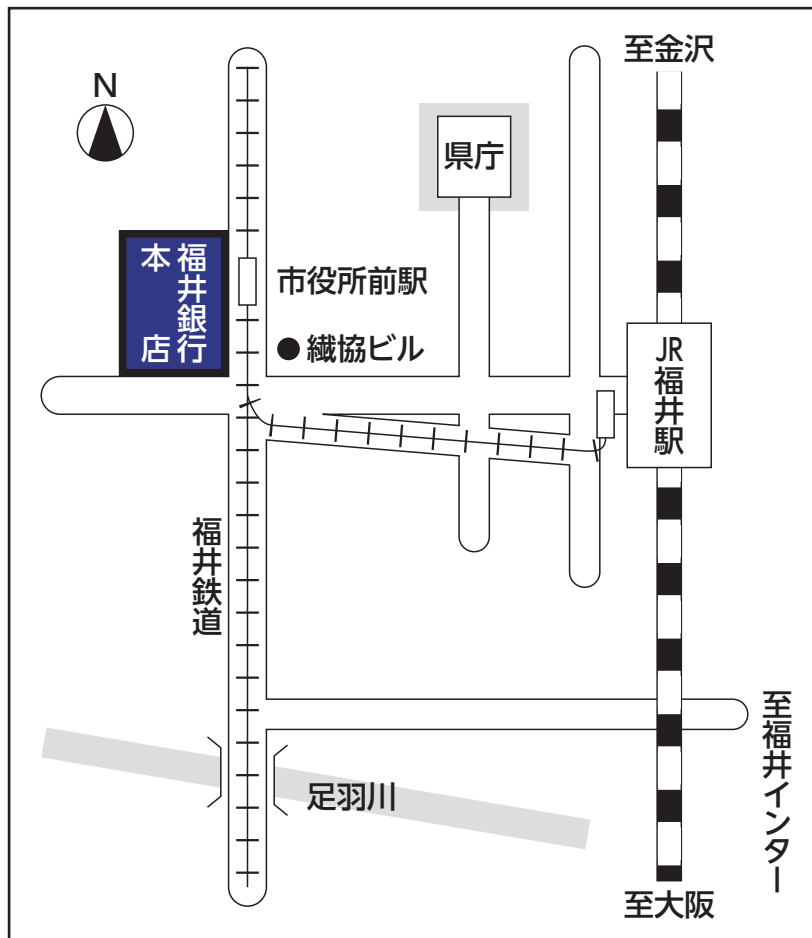 至金沢
N
県庁
福井銀行
本店
市役所前駅
繊協ビル
JR
福井駅
福井鉄道
至福井インター
足羽川
至大阪